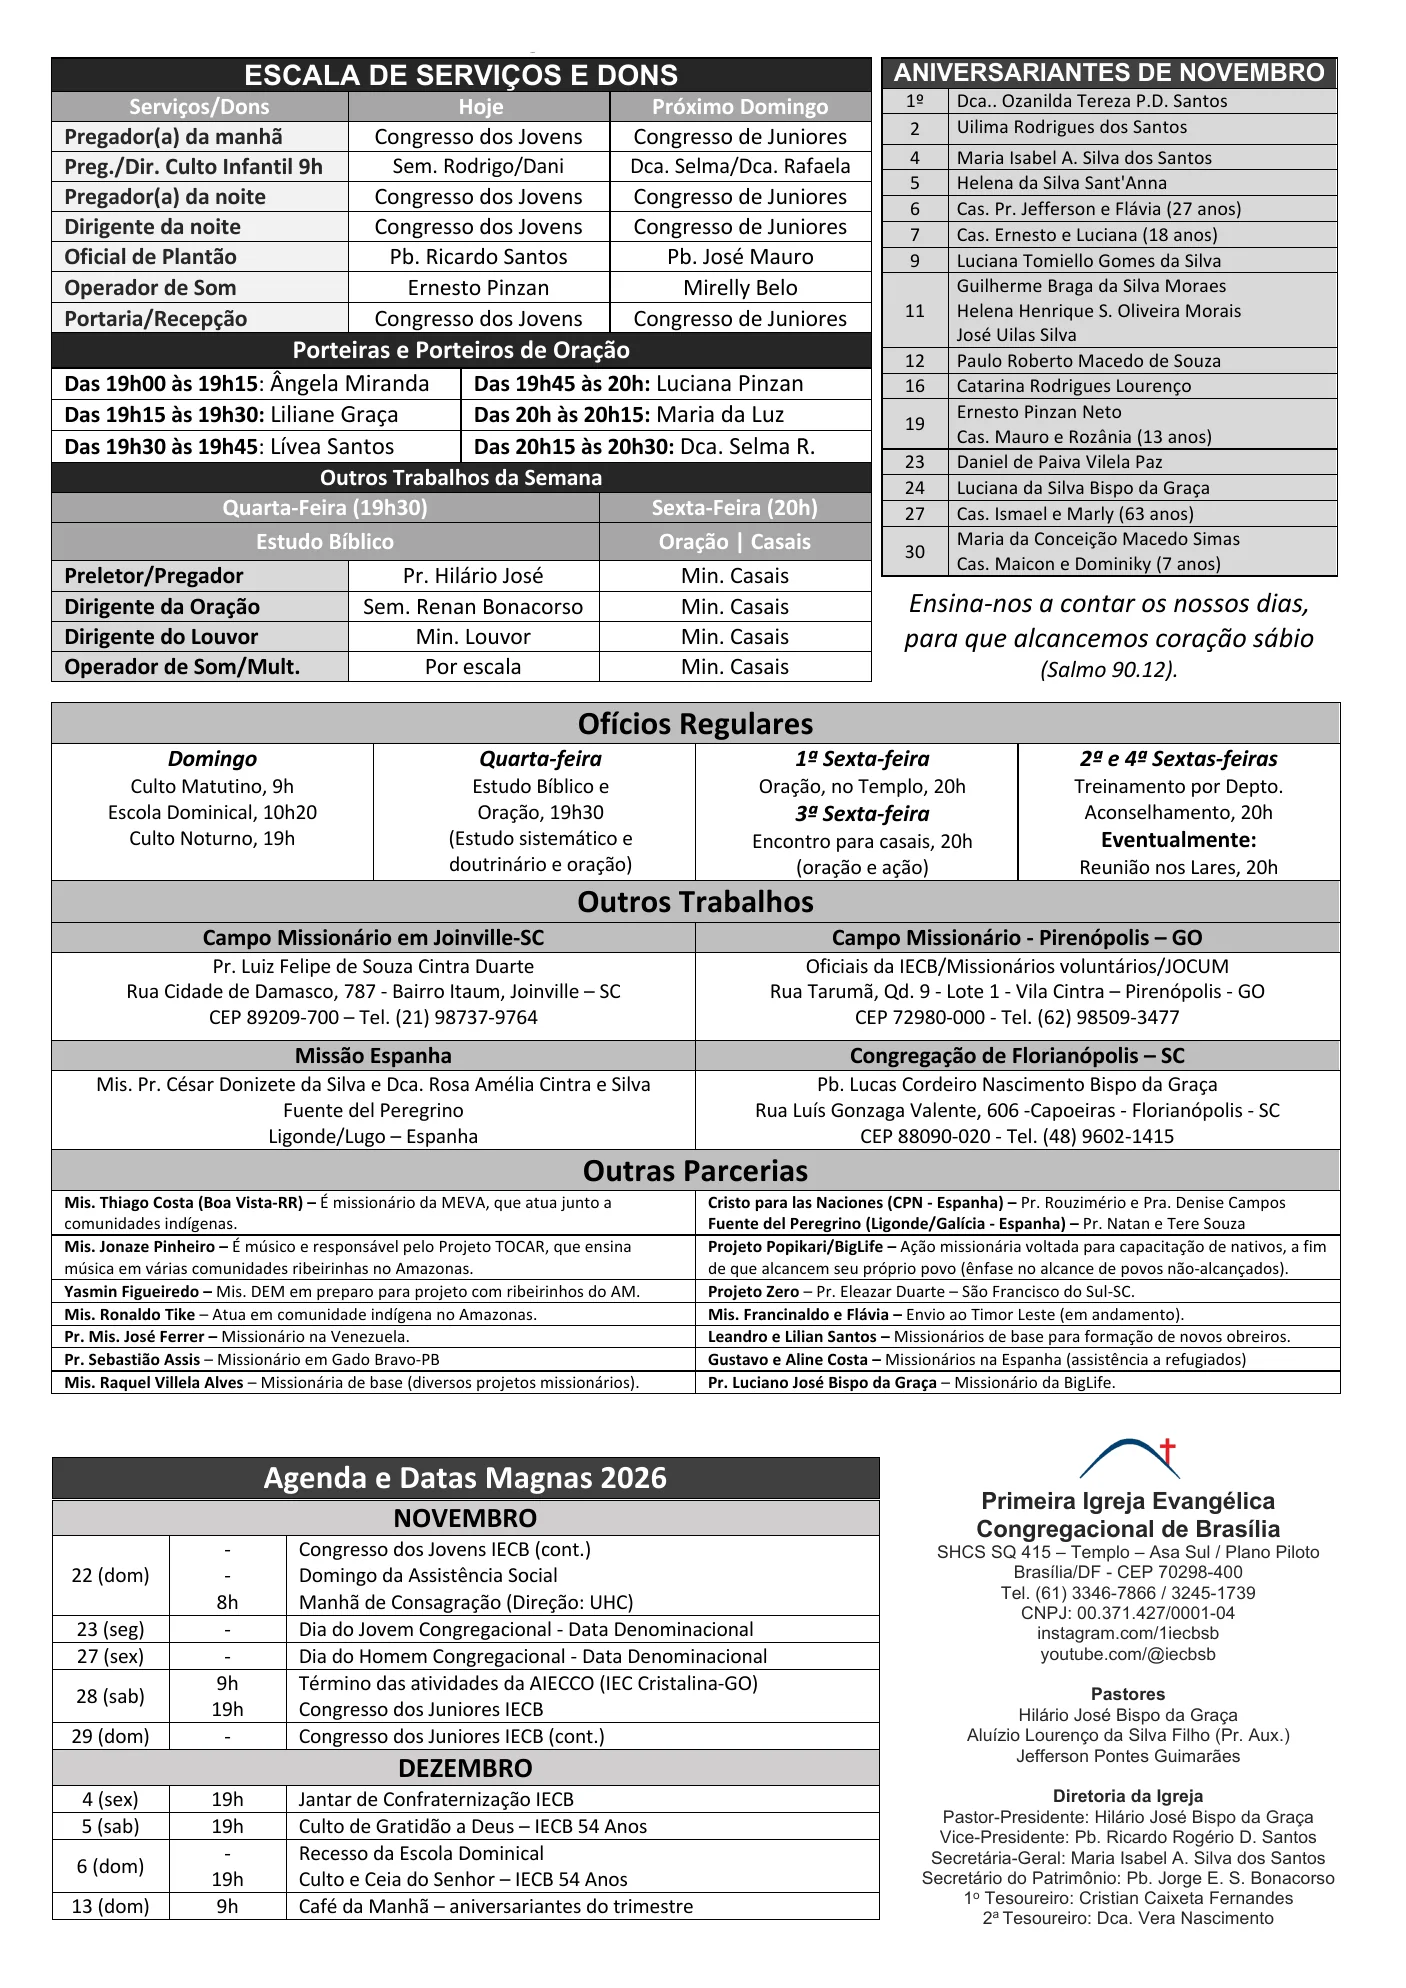 ESCALA DE SERVIÇOS E DONS
Serviços/Dons Hoje Próximo Domingo
Pregador(a) da manhã Congresso dos Jovens Congresso de Juniores
Preg./Dir. Culto Infantil 9h Sem. Rodrigo/Dani Dca. Selma/Dca. Rafaela
Pregador(a) da noite Congresso dos Jovens Congresso de Juniores
Dirigente da noite Congresso dos Jovens Congresso de Juniores
Oficial de Plantão Pb. Ricardo Santos Pb. José Mauro
Operador de Som Ernesto Pinzan Mirelly Belo
Portaria/Recepção Congresso dos Jovens Congresso de Juniores
Porteiras e Porteiros de Oração
Das 19h00 às 19h15: Ângela Miranda Das 19h45 às 20h: Luciana Pinzan
Das 19h15 às 19h30: Liliane Graça Das 20h às 20h15: Maria da Luz
Das 19h30 às 19h45: Lívea Santos Das 20h15 às 20h30: Dca. Selma R.
Outros Trabalhos da Semana
Quarta-Feira (19h30) Sexta-Feira (20h)
Estudo Bíblico Oração | Casais
Preletor/Pregador Pr. Hilário José Min. Casais
Dirigente da Oração Sem. Renan Bonacorso Min. Casais
Dirigente do Louvor Min. Louvor Min. Casais
Operador de Som/Mult. Por escala Min. Casais
ANIVERSARIANTES DE NOVEMBRO
1º Dca.. Ozanilda Tereza P.D. Santos
2 Uilima Rodrigues dos Santos
4 Maria Isabel A. Silva dos Santos
5 Helena da Silva Sant'Anna
6 Cas. Pr. Jefferson e Flávia (27 anos)
7 Cas. Ernesto e Luciana (18 anos)
9 Luciana Tomiello Gomes da Silva
Guilherme Braga da Silva Moraes
11 Helena Henrique S. Oliveira Morais
José Uilas Silva
12 Paulo Roberto Macedo de Souza
16 Catarina Rodrigues Lourenço
19 Ernesto Pinzan Neto
Cas. Mauro e Rozânia (13 anos)
23 Daniel de Paiva Vilela Paz
24 Luciana da Silva Bispo da Graça
27 Cas. Ismael e Marly (63 anos)
30 Maria da Conceição Macedo Simas
Cas. Maicon e Dominiky (7 anos)
Ensina-nos a contar os nossos dias,
para que alcancemos coração sábio
(Salmo 90.12).
Ofícios Regulares
Domingo
Culto Matutino, 9h
Escola Dominical, 10h20
Culto Noturno, 19h
Quarta-feira
Estudo Bíblico e
Oração, 19h30
(Estudo sistemático e
doutrinário e oração)
1ª Sexta-feira
Oração, no Templo, 20h
3ª Sexta-feira
Encontro para casais, 20h
(oração e ação)
2ª e 4ª Sextas-feiras
Treinamento por Depto.
Aconselhamento, 20h
Eventualmente:
Reunião nos Lares, 20h
Outros Trabalhos
Campo Missionário em Joinville-SC
Pr. Luiz Felipe de Souza Cintra Duarte
Rua Cidade de Damasco, 787 - Bairro Itaum, Joinville – SC
CEP 89209-700 – Tel. (21) 98737-9764
Campo Missionário - Pirenópolis – GO
Oficiais da IECB/Missionários voluntários/JOCUM
Rua Tarumã, Qd. 9 - Lote 1 - Vila Cintra – Pirenópolis - GO
CEP 72980-000 - Tel. (62) 98509-3477
Missão Espanha
Mis. Pr. César Donizete da Silva e Dca. Rosa Amélia Cintra e Silva
Fuente del Peregrino
Ligonde/Lugo – Espanha
Congregação de Florianópolis – SC
Pb. Lucas Cordeiro Nascimento Bispo da Graça
Rua Luís Gonzaga Valente, 606 -Capoeiras - Florianópolis - SC
CEP 88090-020 - Tel. (48) 9602-1415
Outras Parcerias
Mis. Thiago Costa (Boa Vista-RR) – É missionário da MEVA, que atua junto a
comunidades indígenas.
Cristo para las Naciones (CPN - Espanha) – Pr. Rouzimério e Pra. Denise Campos
Fuente del Peregrino (Ligonde/Galícia - Espanha) – Pr. Natan e Tere Souza
Mis. Jonaze Pinheiro – É músico e responsável pelo Projeto TOCAR, que ensina
música em várias comunidades ribeirinhas no Amazonas.
Projeto Popikari/BigLife – Ação missionária voltada para capacitação de nativos, a fim
de que alcancem seu próprio povo (ênfase no alcance de povos não-alcançados).
Yasmin Figueiredo – Mis. DEM em preparo para projeto com ribeirinhos do AM.
Projeto Zero – Pr. Eleazar Duarte – São Francisco do Sul-SC.
Mis. Ronaldo Tike – Atua em comunidade indígena no Amazonas.
Mis. Francinaldo e Flávia – Envio ao Timor Leste (em andamento).
Pr. Mis. José Ferrer – Missionário na Venezuela.
Leandro e Lilian Santos – Missionários de base para formação de novos obreiros.
Pr. Sebastião Assis – Missionário em Gado Bravo-PB
Gustavo e Aline Costa – Missionários na Espanha (assistência a refugiados)
Mis. Raquel Villela Alves – Missionária de base (diversos projetos missionários).
Pr. Luciano José Bispo da Graça – Missionário da BigLife.
Agenda e Datas Magnas 2026
NOVEMBRO
- Congresso dos Jovens IECB (cont.)
22 (dom) - Domingo da Assistência Social
8h Manhã de Consagração (Direção: UHC)
23 (seg) - Dia do Jovem Congregacional - Data Denominacional
27 (sex) - Dia do Homem Congregacional - Data Denominacional
28 (sab) 9h Término das atividades da AIECCO (IEC Cristalina-GO)
19h Congresso dos Juniores IECB
29 (dom) - Congresso dos Juniores IECB (cont.)
DEZEMBRO
4 (sex) 19h Jantar de Confraternização IECB
5 (sab) 19h Culto de Gratidão a Deus – IECB 54 Anos
6 (dom) - Recesso da Escola Dominical
19h Culto e Ceia do Senhor – IECB 54 Anos
13 (dom) 9h Café da Manhã – aniversariantes do trimestre
Primeira Igreja Evangélica
Congregacional de Brasília
SHCS SQ 415 – Templo – Asa Sul / Plano Piloto
Brasília/DF - CEP 70298-400
Tel. (61) 3346-7866 / 3245-1739
CNPJ: 00.371.427/0001-04
instagram.com/1iecbsb
youtube.com/@iecbsb
Pastores
Hilário José Bispo da Graça
Aluízio Lourenço da Silva Filho (Pr. Aux.)
Jefferson Pontes Guimarães
Diretoria da Igreja
Pastor-Presidente: Hilário José Bispo da Graça
Vice-Presidente: Pb. Ricardo Rogério D. Santos
Secretária-Geral: Maria Isabel A. Silva dos Santos
Secretário do Patrimônio: Pb. Jorge E. S. Bonacorso
1º Tesoureiro: Cristian Caixeta Fernandes
2ª Tesoureiro: Dca. Vera Nascimento